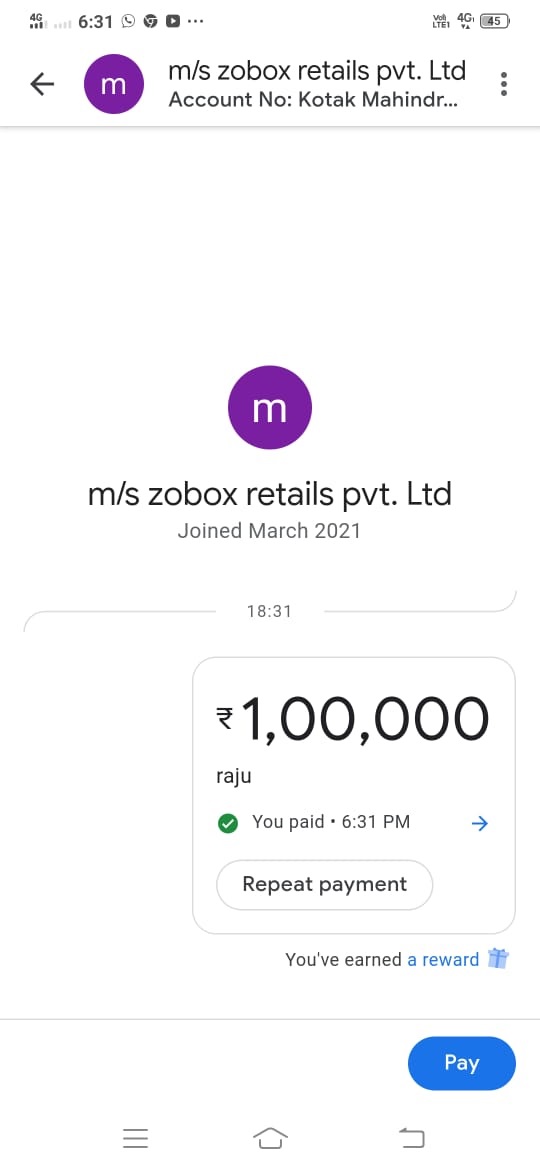 4G 6:31 ... VoB LTE1 4G 45
m m/s zobox retails pvt. Ltd
Account No: Kotak Mahindr...
m
m/s zobox retails pvt. Ltd
Joined March 2021
18:31
₹1,00,000
raju
You paid • 6:31 PM
Repeat payment
You've earned a reward
Pay